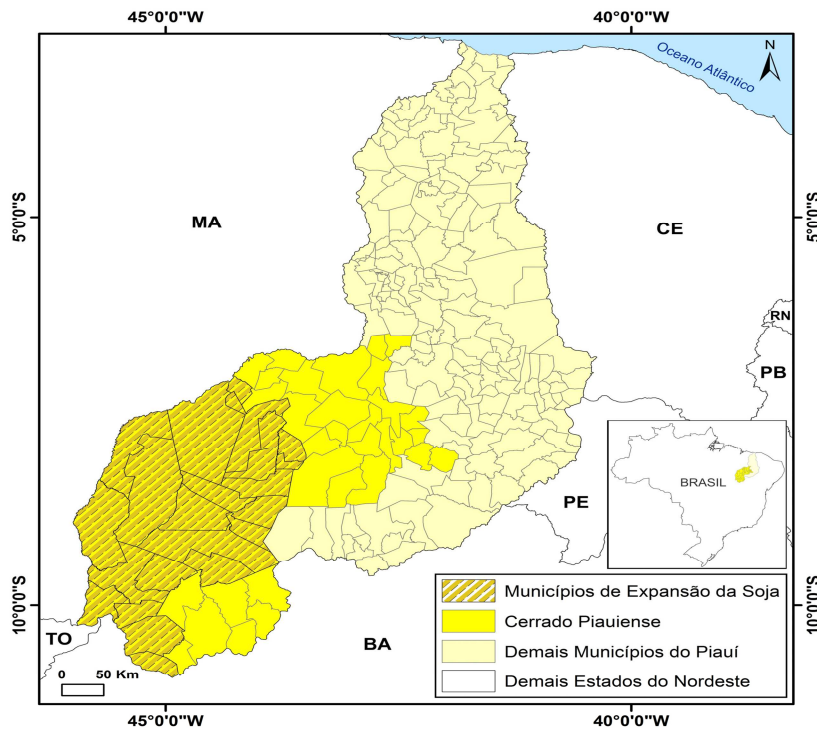 45°0'0"W
40°0'0"W
Oceano Atlântico
N
5°0'0"S
5°0'0"S
MA
CE
RN
PB
BRASIL
PE
10°0'0"S
10°0'0"S
TO
BA
0 50 Km
Municípios de Expansão da Soja
Cerrado Piauiense
Demais Municípios do Piauí
Demais Estados do Nordeste
45°0'0"W
40°0'0"W